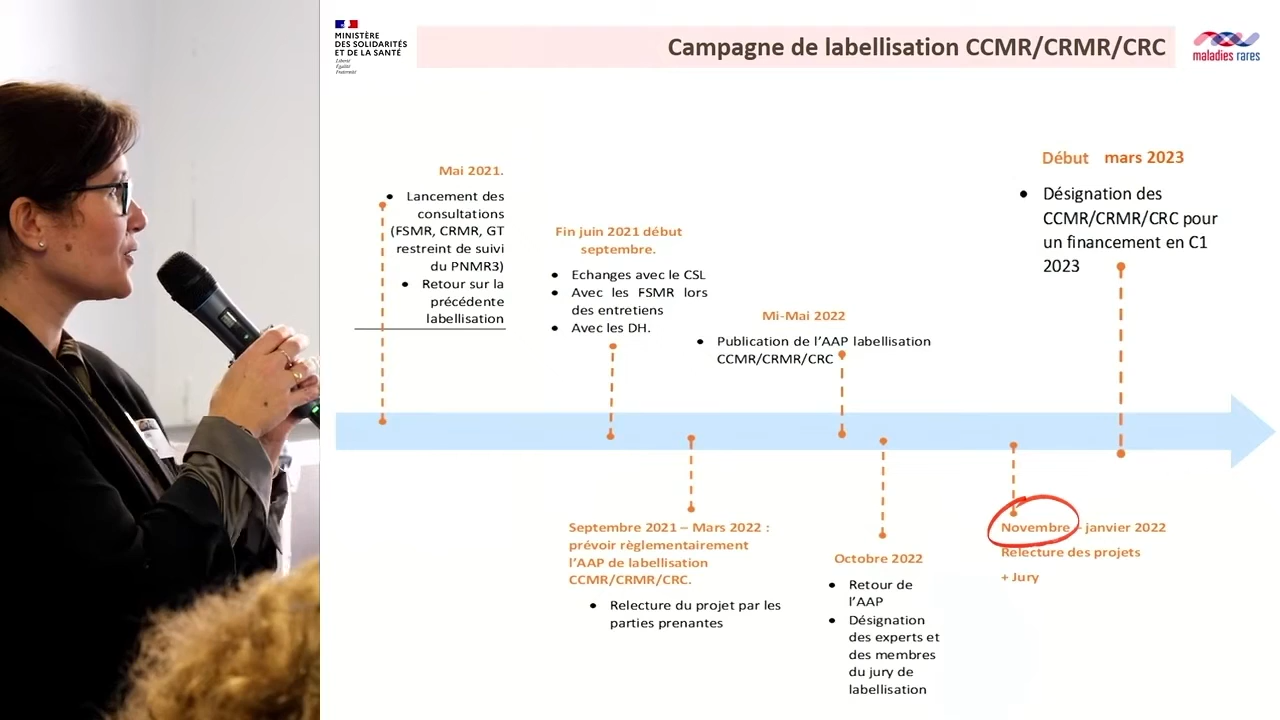 MINISTÈRE
DES SOLIDARITÉS
ET DE LA SANTÉ
Liberté
Égalité
Fraternité
Campagne de labellisation CCMR/CRMR/CRC
maladies rares
Mai 2021.
• Lancement des
consultations
(FSMR, CRMR, GT
restreint de suivi
du PNMR3)
• Retour sur la
précédente
labellisation
Fin juin 2021 début
septembre.
• Echanges avec le CSL
• Avec les FSMR lors
des entretiens
• Avec les DH.
Mi-Mai 2022
• Publication de l’AAP labellisation
CCMR/CRMR/CRC
Début mars 2023
• Désignation des
CCMR/CRMR/CRC pour
un financement en C1
2023
Septembre 2021 – Mars 2022 :
prévoir règlementairement
l’AAP de labellisation
CCMR/CRMR/CRC.
• Relecture du projet par les
parties prenantes
Octobre 2022
• Retour de
l’AAP
• Désignation
des experts et
des membres
du jury de
labellisation
Novembre – janvier 2022
Relecture des projets
+ Jury